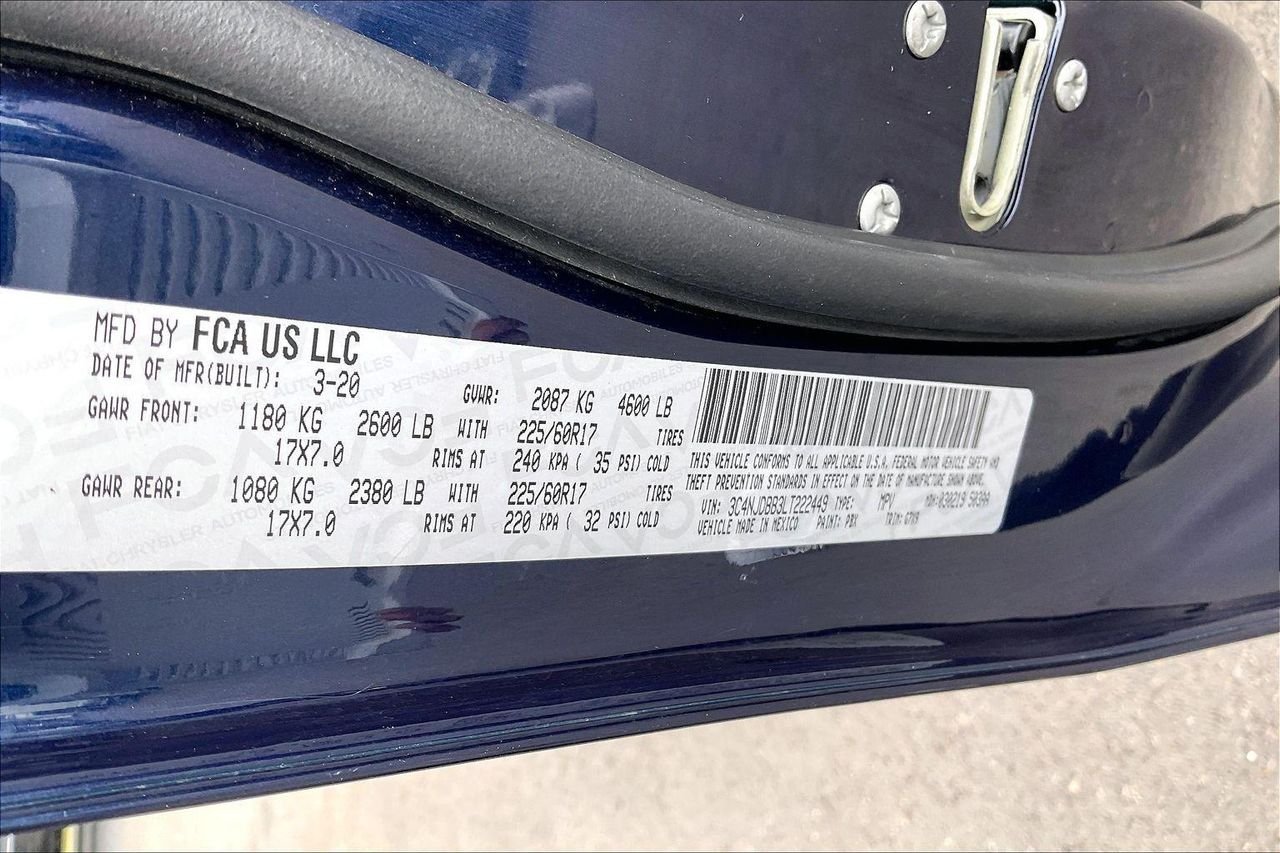 MFD BY FCA US LLC
DATE OF MFR(BUILT): 3-20
GVWR: 2087 KG 4600 LB
GAWR FRONT: 1180 KG 2600 LB WITH 225/60R17 TIRES
17X7.0 RIMS AT 240 KPA ( 35 PSI) COLD
GAWR REAR: 1080 KG 2380 LB WITH 225/60R17 TIRES
17X7.0 RIMS AT 220 KPA ( 32 PSI) COLD
THIS VEHICLE CONFORMS TO ALL APPLICABLE U.S.A. FEDERAL MOTOR VEHICLE SAFETY AND
THEFT PREVENTION STANDARDS IN EFFECT ON THE DATE OF MANUFACTURE SHOWN ABOVE.
VIN: 3C4NJDBB3LT222449 TYPE: MPV
VEHICLE MADE IN MEXICO PAINT: PBX TRIM: